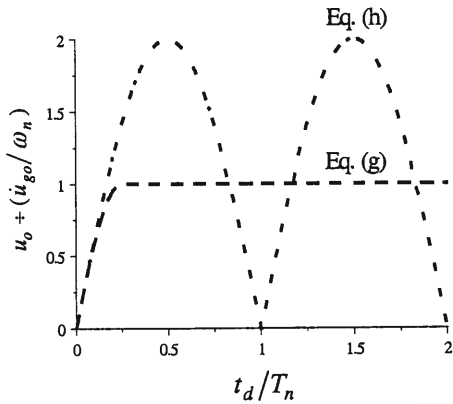 Eq. (h)
2
1.5
1
0.5
0
u_o ÷ (u̇_go / ω_n)
Eq. (g)
0
0.5
1
1.5
2
t_d / T_n